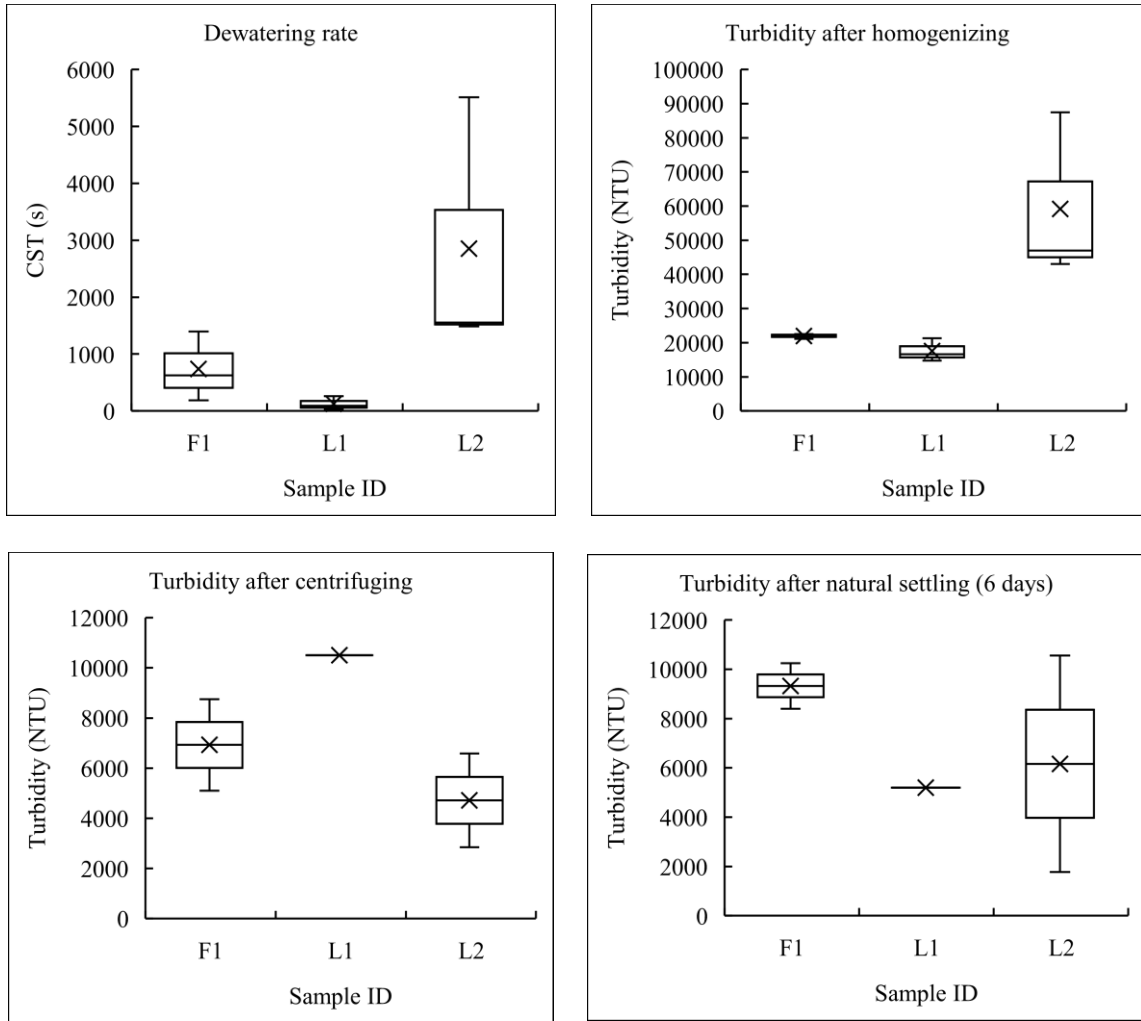 Dewatering rate
CST (s)
6000
5000
4000
3000
2000
1000
0
F1 L1 L2
Sample ID
Turbidity after homogenizing
Turbidity (NTU)
100000
90000
80000
70000
60000
50000
40000
30000
20000
10000
0
F1 L1 L2
Sample ID
Turbidity after centrifuging
Turbidity (NTU)
12000
10000
8000
6000
4000
2000
0
F1 L1 L2
Sample ID
Turbidity after natural settling (6 days)
Turbidity (NTU)
12000
10000
8000
6000
4000
2000
0
F1 L1 L2
Sample ID